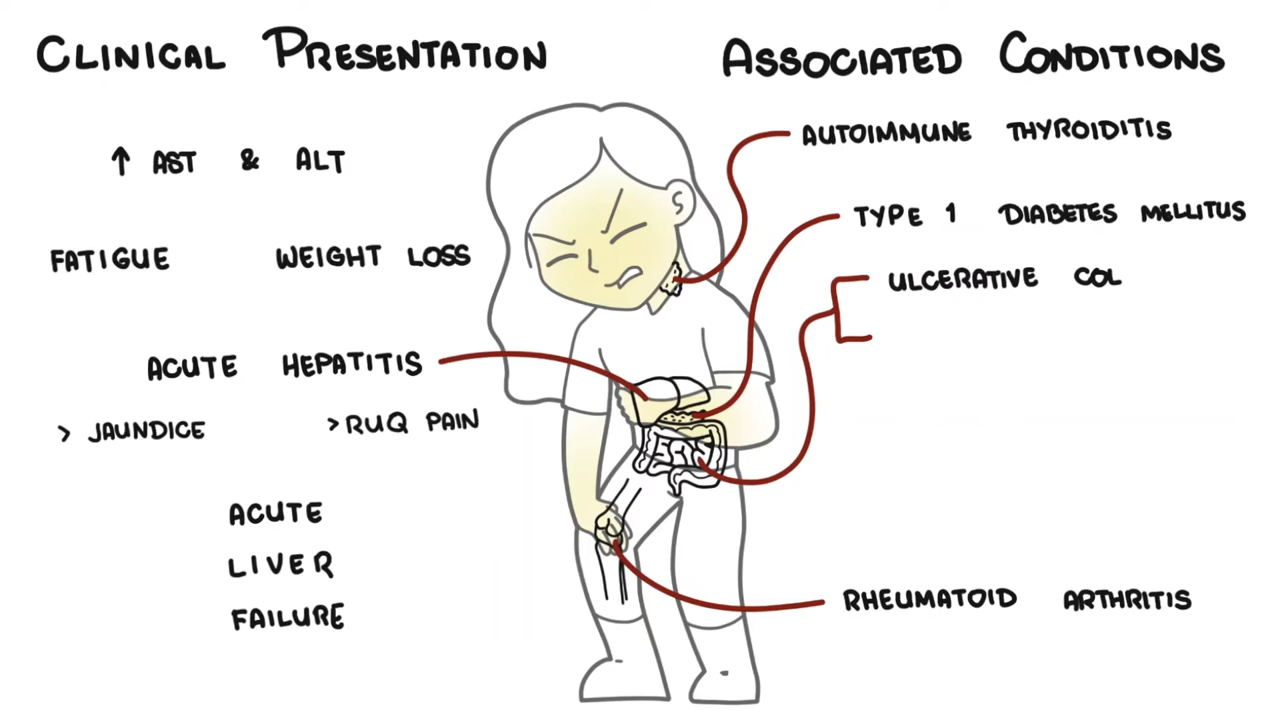 CLINICAL PRESENTATION
↑ AST & ALT
FATIGUE WEIGHT LOSS
ACUTE HEPATITIS
> JAUNDICE >RUQ PAIN
ACUTE
LIVER
FAILURE
ASSOCIATED CONDITIONS
AUTOIMMUNE THYROIDITIS
TYPE 1 DIABETES MELLITUS
ULCERATIVE COL
RHEUMATOID ARTHRITIS